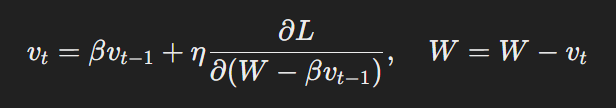 v_t = βv_{t−1} + η ∂L / ∂(W − βv_{t−1}), W = W − v_t